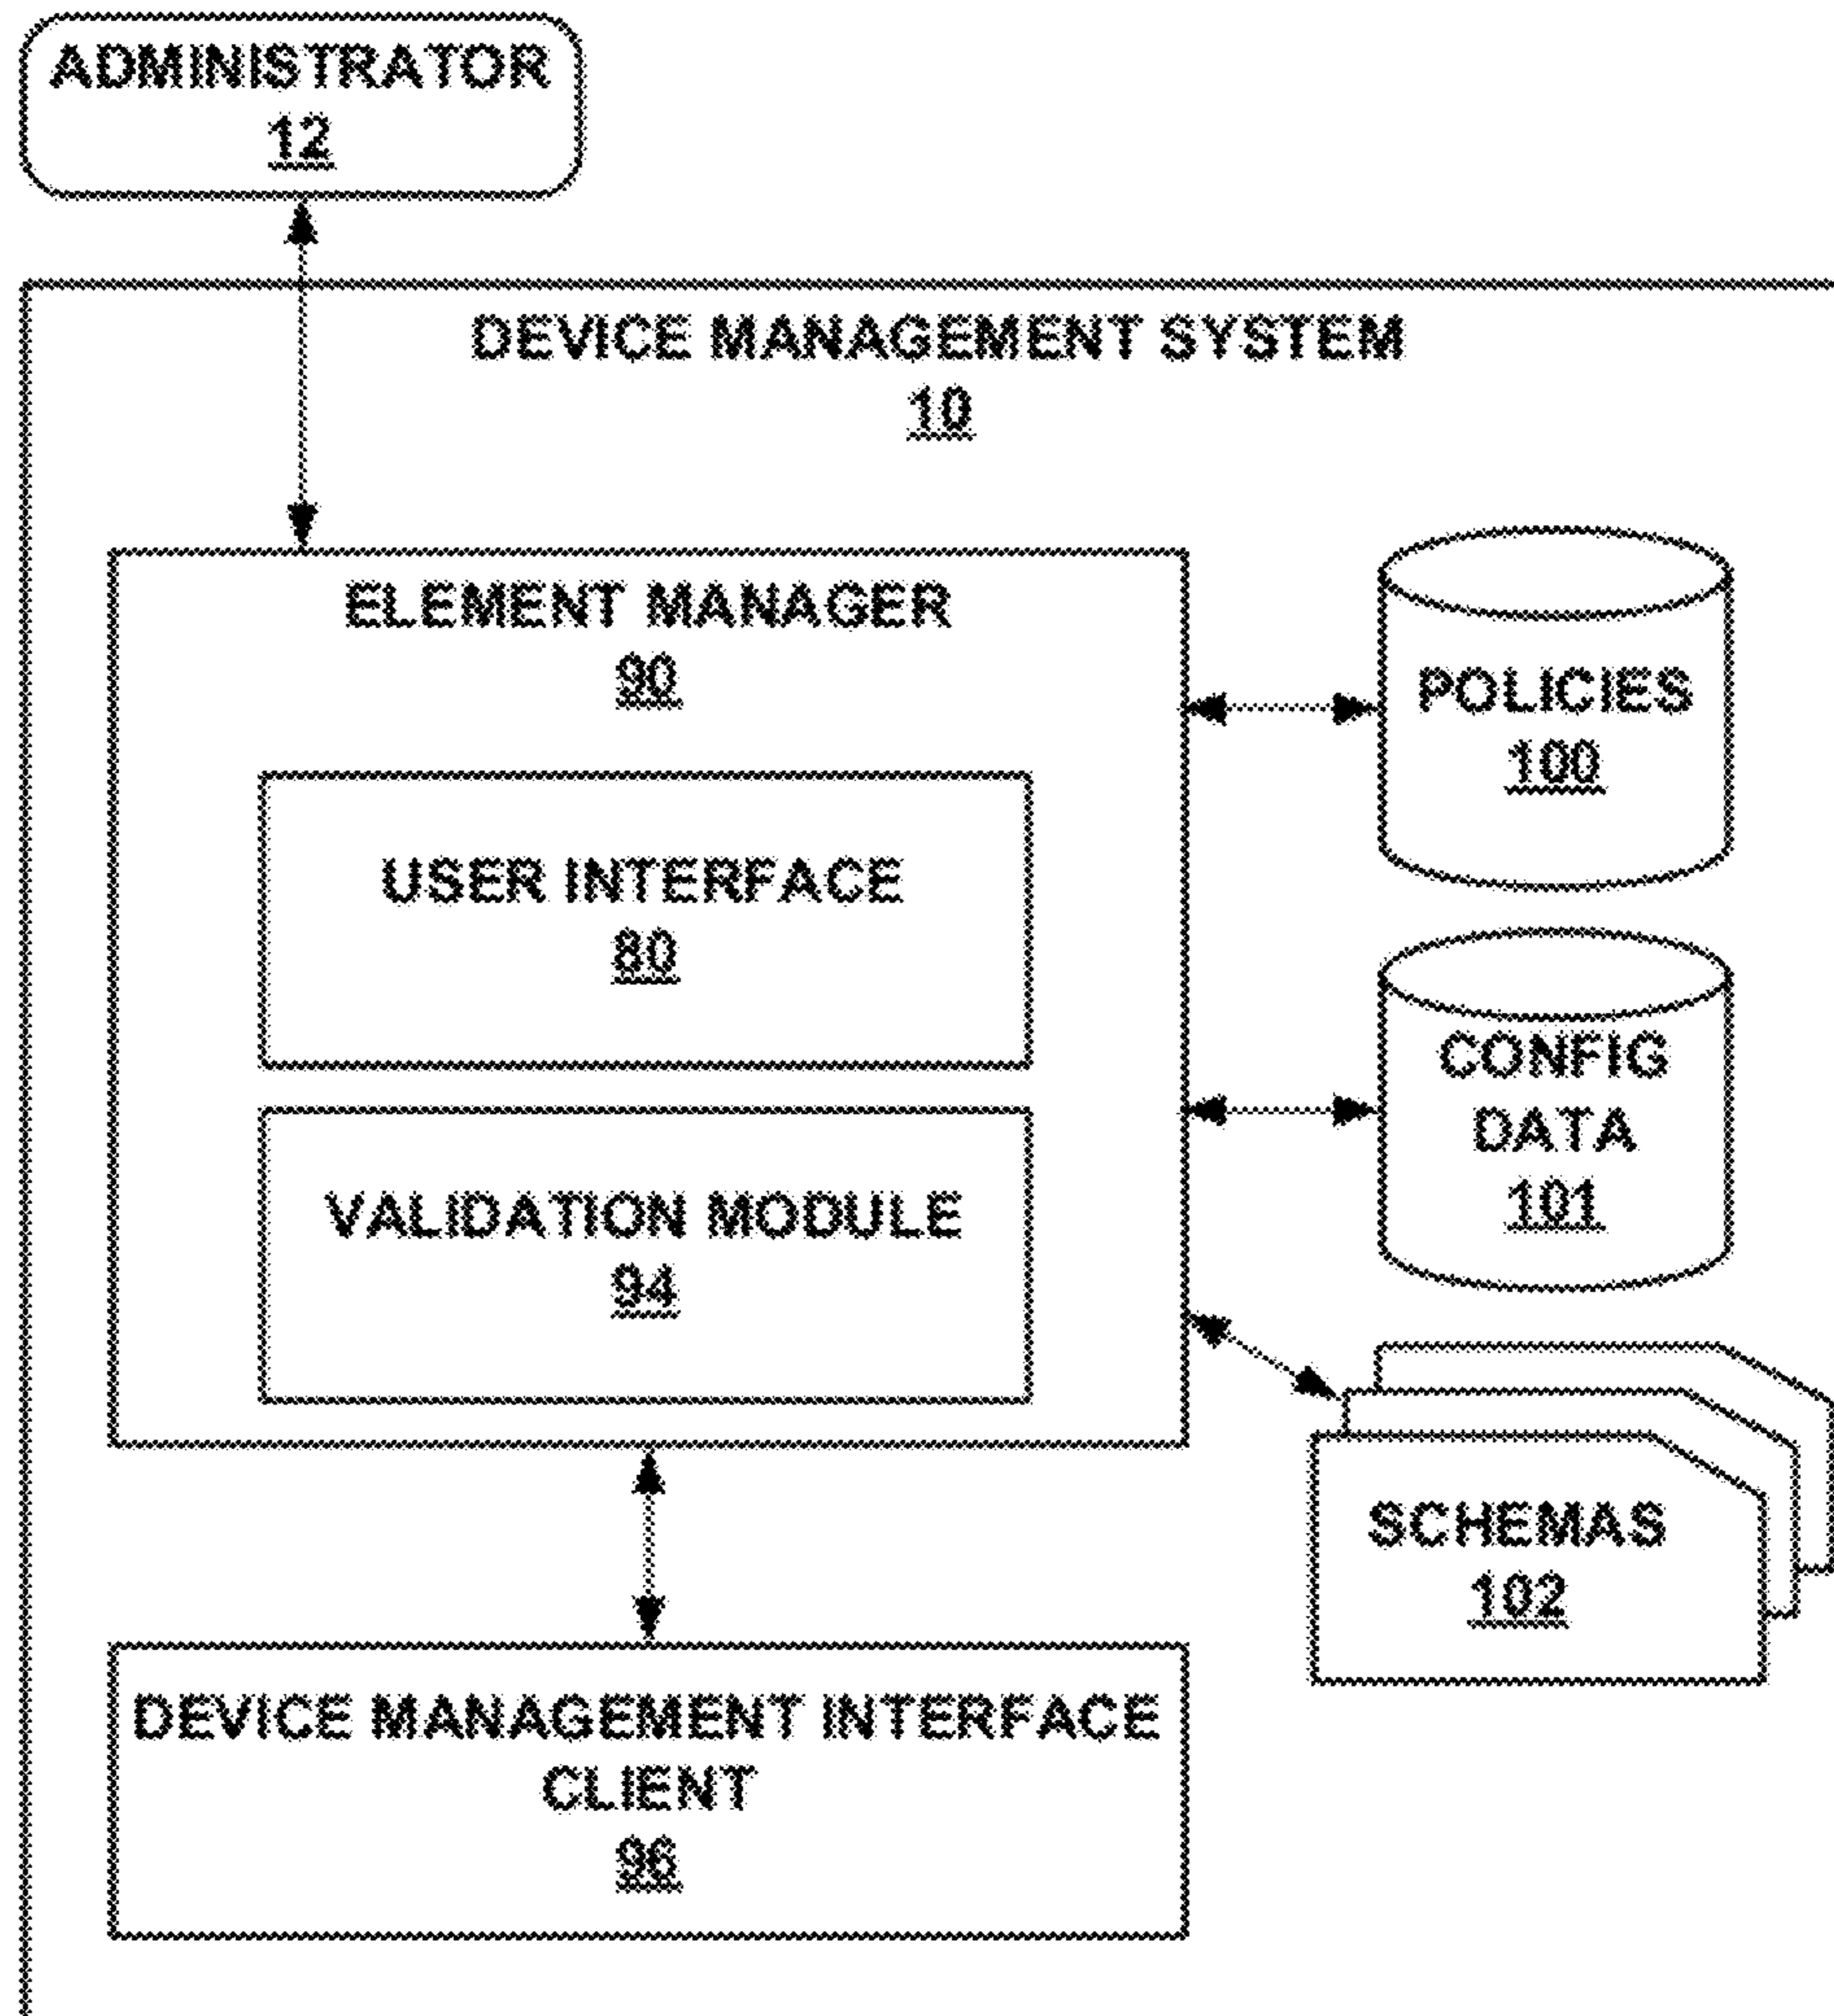 ADMINISTRATOR
12
DEVICE MANAGEMENT SYSTEM
10
ELEMENT MANAGER
90
USER INTERFACE
80
VALIDATION MODULE
94
POLICIES
100
CONFIG
DATA
101
SCHEMAS
102
DEVICE MANAGEMENT INTERFACE
CLIENT
96